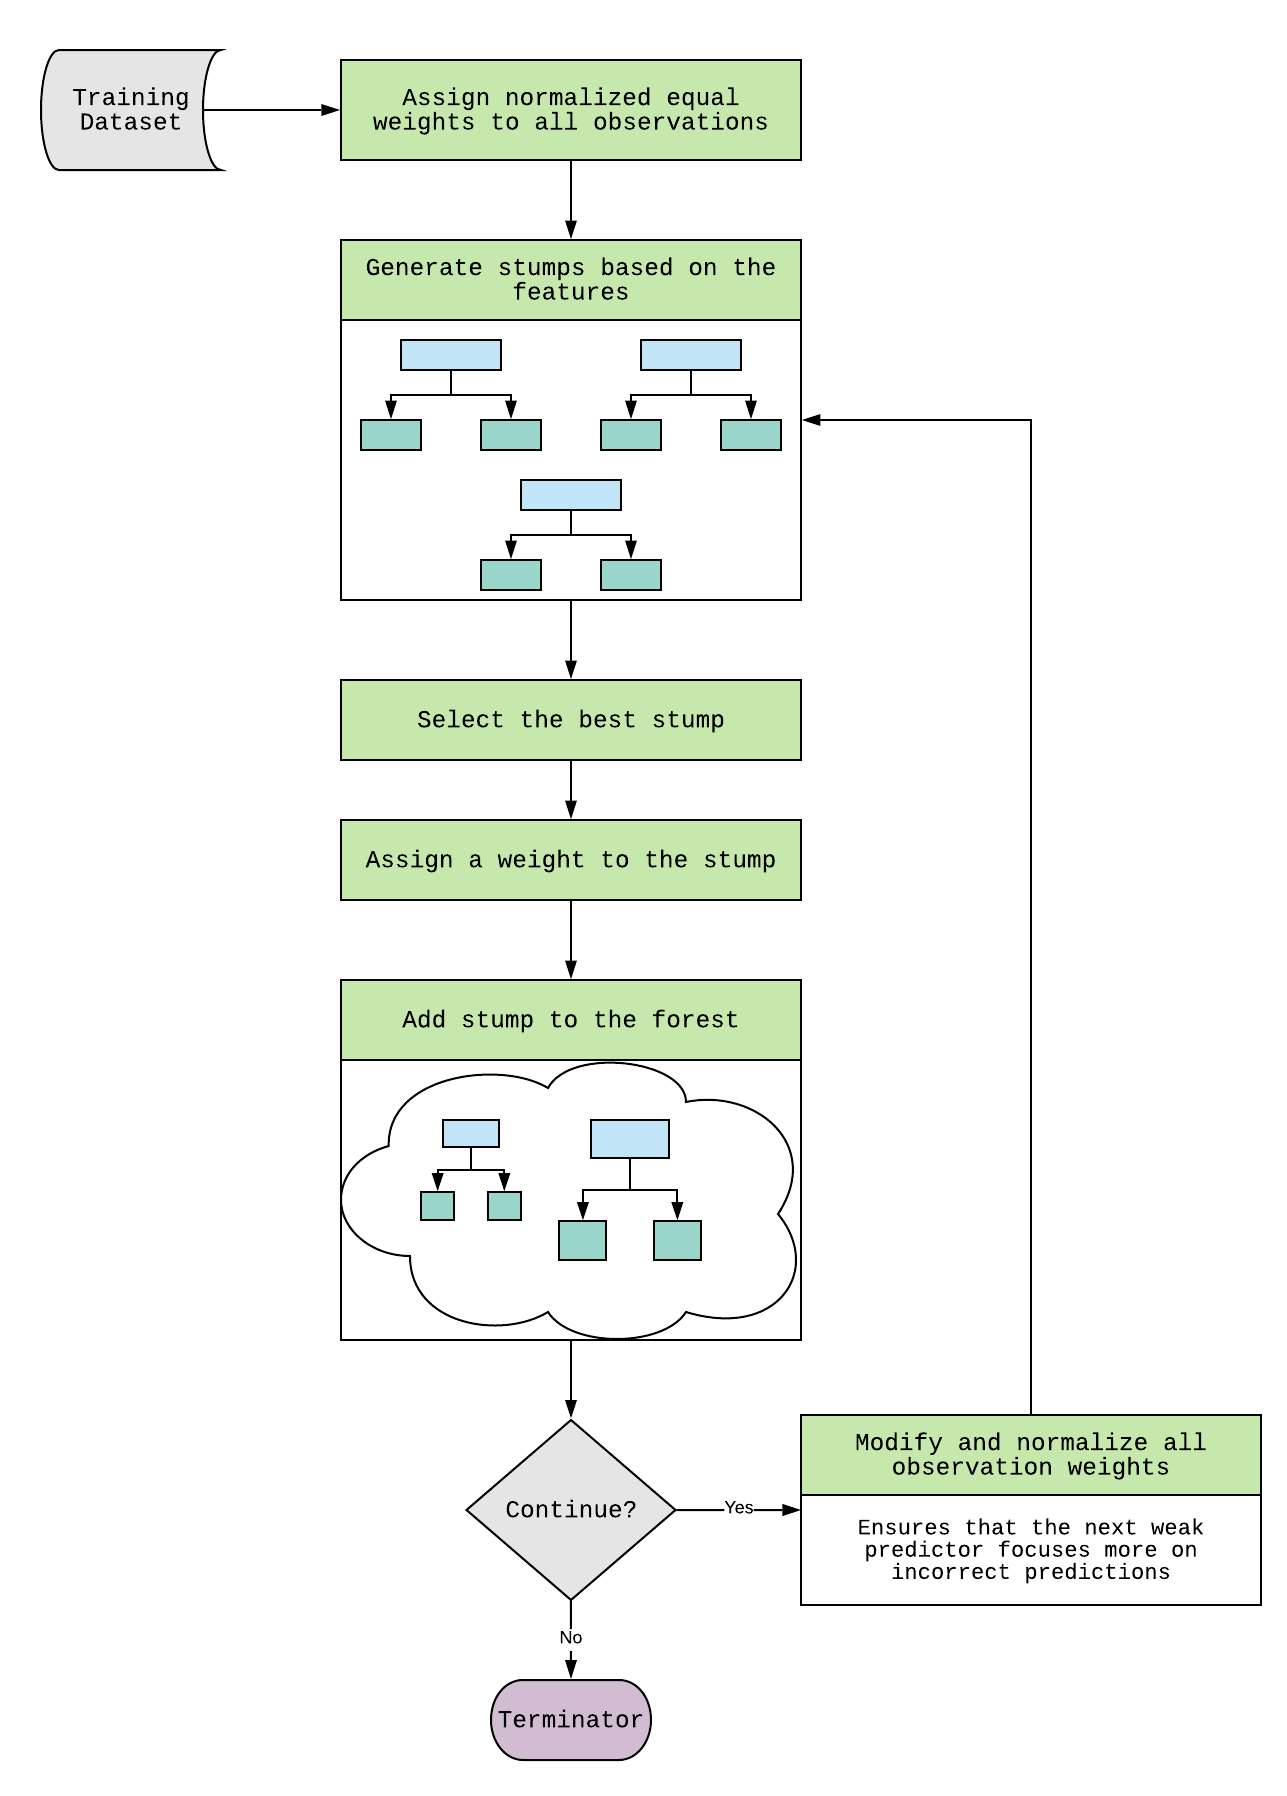 Training
Dataset
Assign normalized equal
weights to all observations
Generate stumps based on the
features
Select the best stump
Assign a weight to the stump
Add stump to the forest
Continue?
Yes
Modify and normalize all
observation weights
Ensures that the next weak
predictor focuses more on
incorrect predictions
No
Terminator